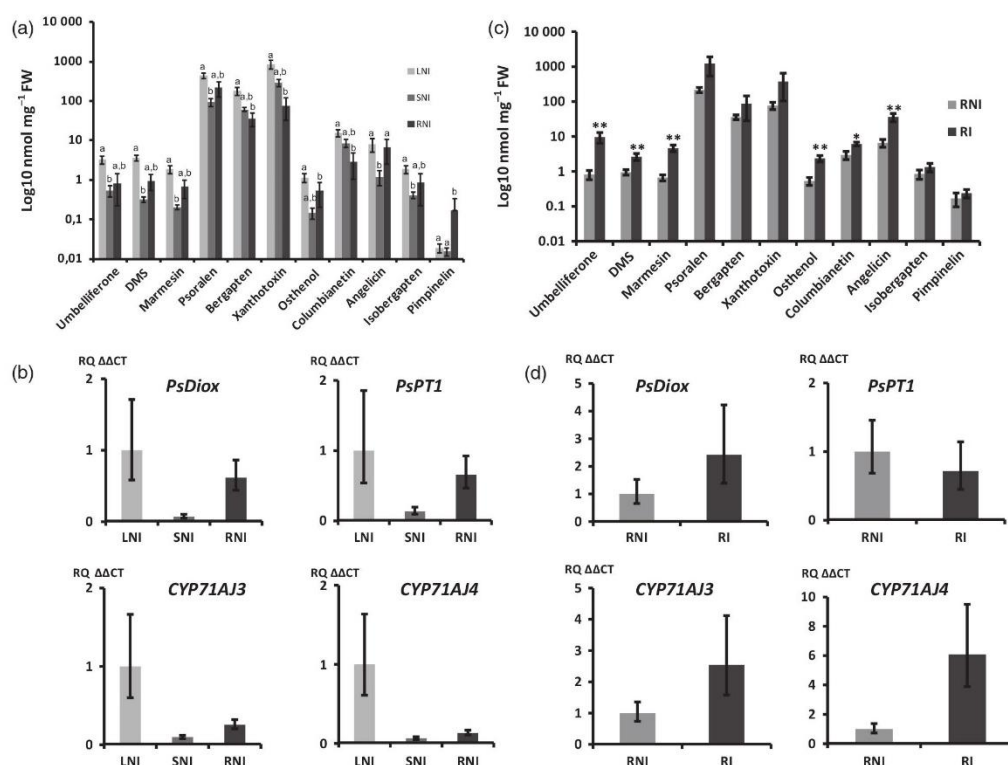 (a)
Log10 nmol mg⁻¹ FW
10 000
1000
100
10
1
0,1
0,01
a
b
a,b
a
b
a,b
a
b
a,b
a
b
a,b
a
a,b
b
a
a,b
b
a
a,b
b
a
a,b
b
a
b
a,b
a
b
a,b
a
a
b
LNI
SNI
RNI
Umbelliferone
DMS
Marmesin
Psoralen
Bergapten
Xanthotoxin
Osthenol
Columbianetin
Angelicin
Isobergapten
Pimpinelin
(c)
Log10 nmol mg⁻¹ FW
10 000
1000
100
10
1
0.1
0.01
**
**
**
**
*
**
RNI
RI
Umbelliferone
DMS
Marmesin
Psoralen
Bergapten
Xanthotoxin
Osthenol
Columbianetin
Angelicin
Isobergapten
Pimpinelin
(b)
RQ ΔΔCT
PsDiox
2
1
0
LNI SNI RNI
RQ ΔΔCT
PsPT1
2
1
0
LNI SNI RNI
RQ ΔΔCT
CYP71AJ3
2
1
0
LNI SNI RNI
RQ ΔΔCT
CYP71AJ4
2
1
0
LNI SNI RNI
(d)
RQ ΔΔCT
PsDiox
5
4
3
2
1
0
RNI RI
RQ ΔΔCT
PsPT1
2
1
0
RNI RI
RQ ΔΔCT
CYP71AJ3
5
4
3
2
1
0
RNI RI
RQ ΔΔCT
CYP71AJ4
10
8
6
4
2
0
RNI RI